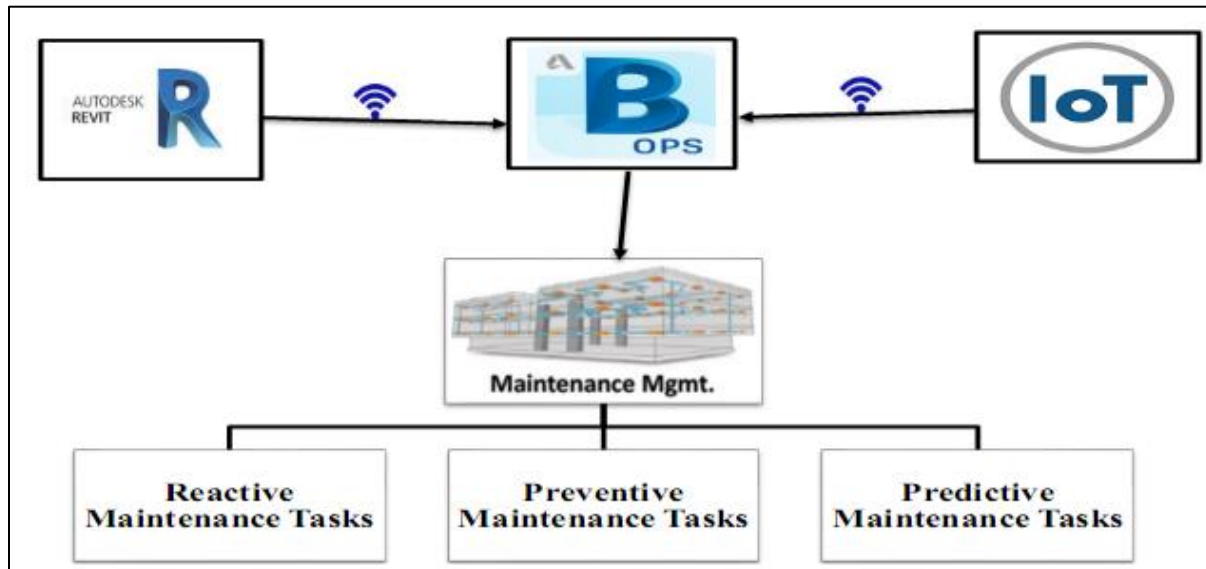 AUTODESK
REVIT
R
B
OPS
IoT
Maintenance Mgmt.
Reactive
Maintenance Tasks
Preventive
Maintenance Tasks
Predictive
Maintenance Tasks